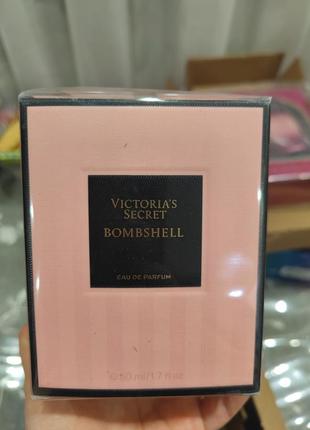 VICTORIA'S
SECRET
BOMBSHELL
EAU DE PARFUM
℮50 ml/1.7 fl oz